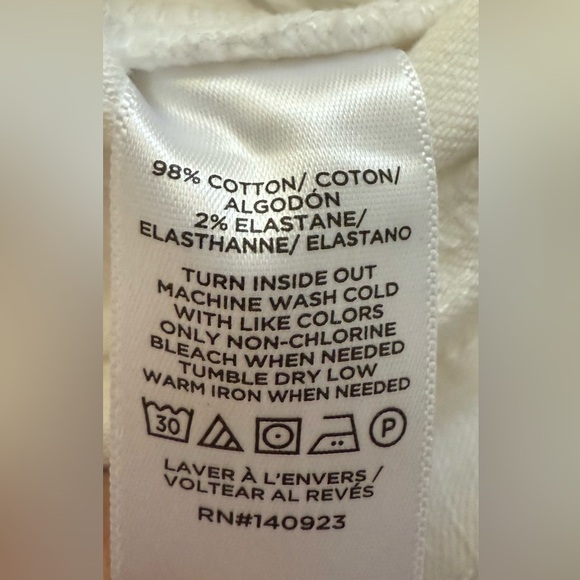 98% COTTON/ COTON/
ALGODÓN
2% ELASTANE/
ELASTHANNE/ ELASTANO
TURN INSIDE OUT
MACHINE WASH COLD
WITH LIKE COLORS
ONLY NON-CHLORINE
BLEACH WHEN NEEDED
TUMBLE DRY LOW
WARM IRON WHEN NEEDED
30 P
LAVER À L'ENVERS /
VOLTEAR AL REVÉS
RN#140923